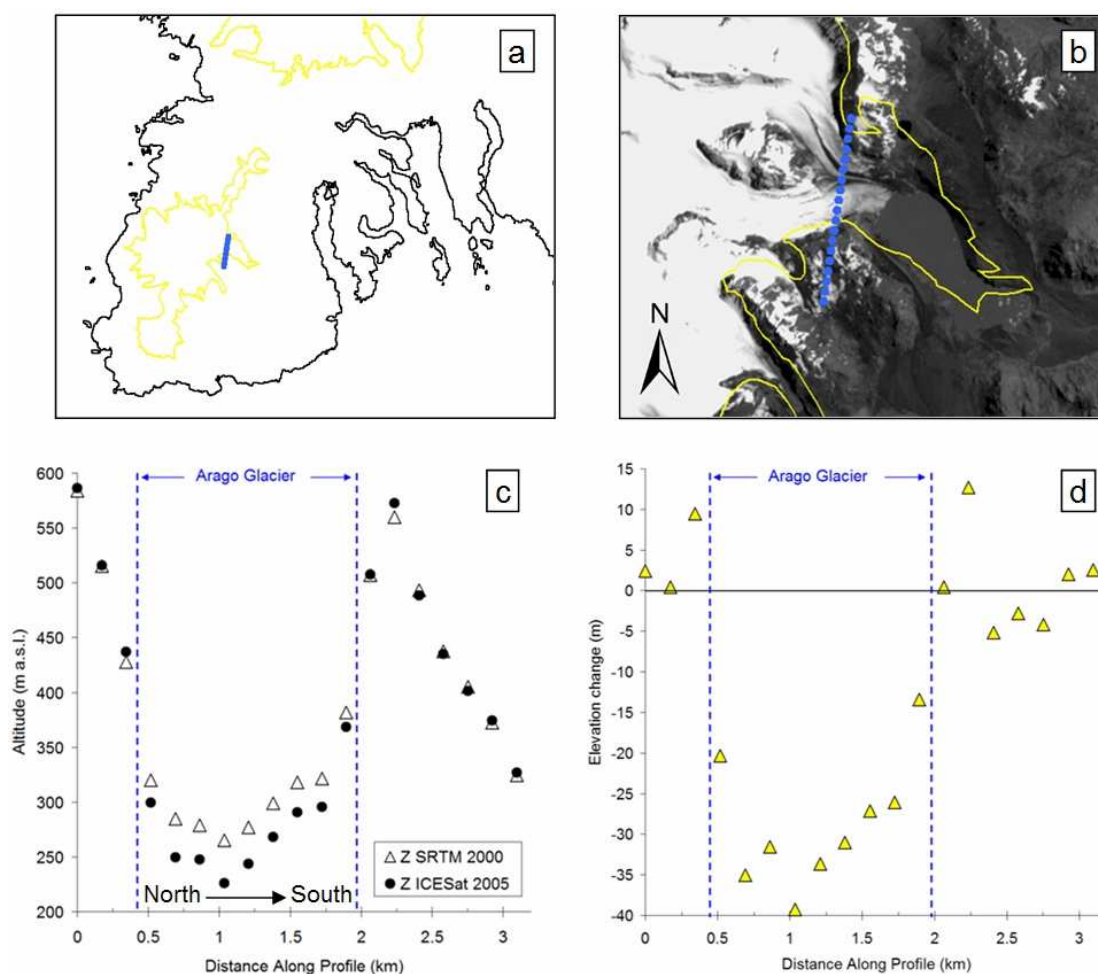 a
b
N
600
550
500
450
400
350
300
250
200
Altitude (m a.s.l.)
Arago Glacier
c
△ Z SRTM 2000
● Z ICESat 2005
North → South
0 0.5 1 1.5 2 2.5 3
Distance Along Profile (km)
15
10
5
0
-5
-10
-15
-20
-25
-30
-35
-40
Elevation change (m)
Arago Glacier
d
0 0.5 1 1.5 2 2.5 3
Distance Along Profile (km)